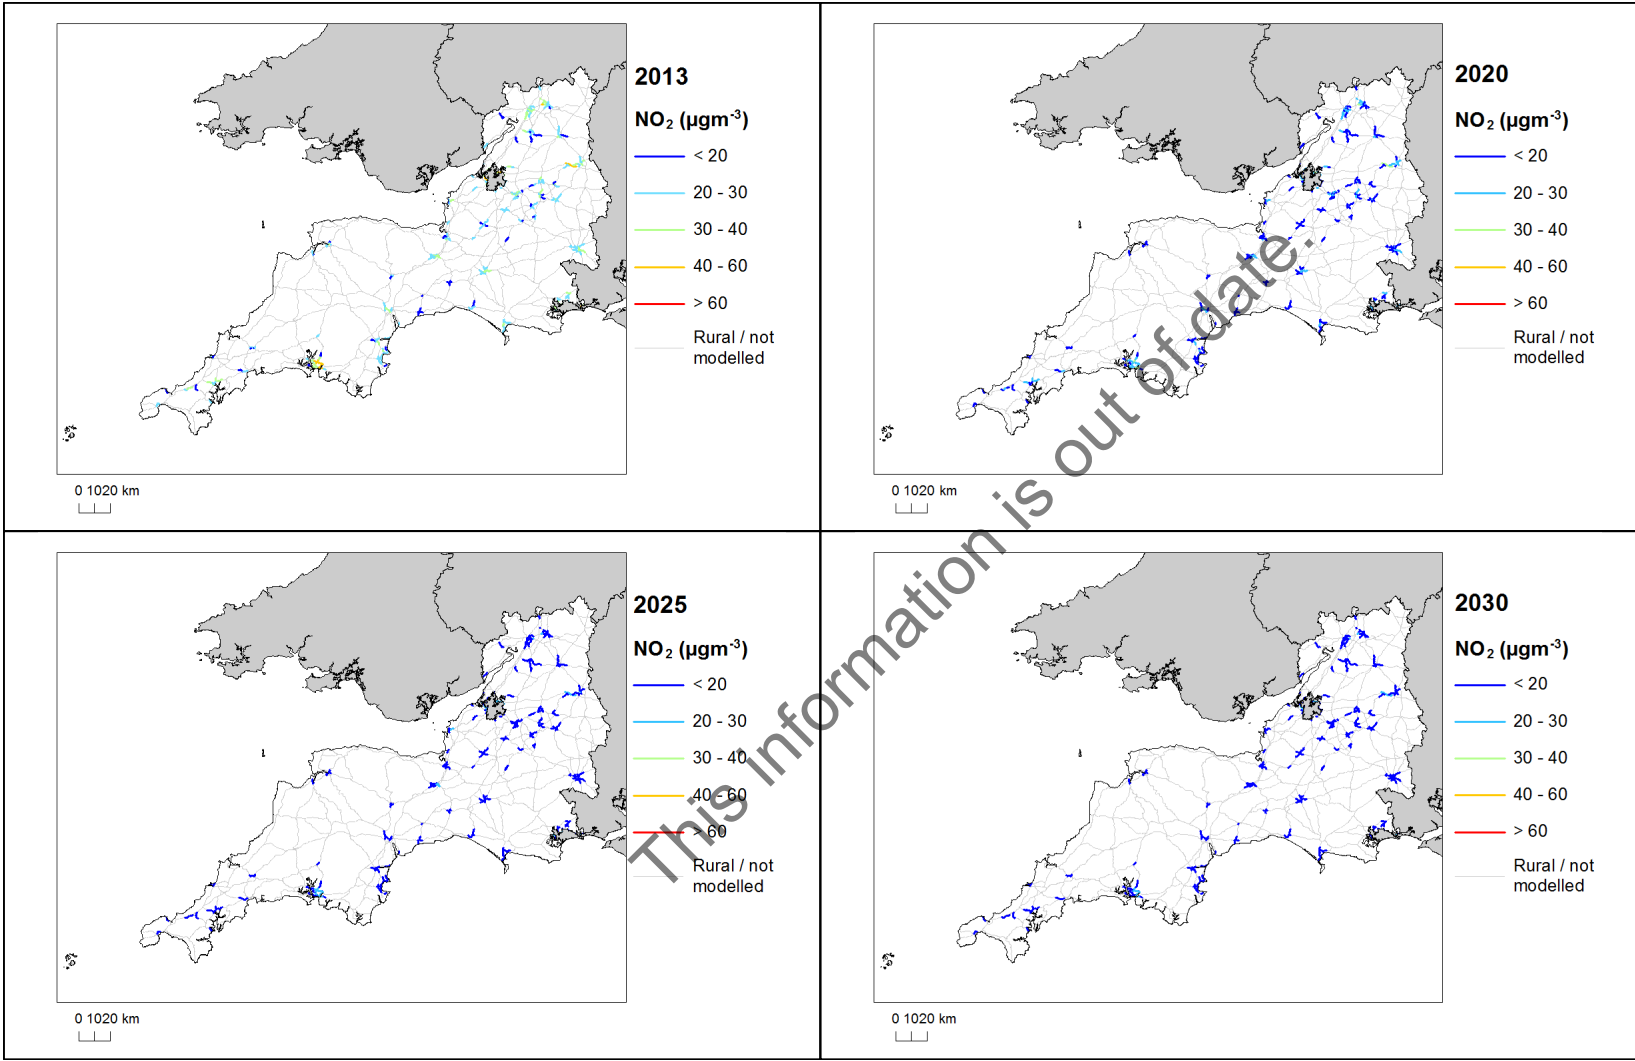 2013
NO₂ (µgm⁻³)
< 20
20 - 30
30 - 40
40 - 60
> 60
Rural / not
modelled
0 1020 km
2020
NO₂ (µgm⁻³)
< 20
20 - 30
30 - 40
40 - 60
> 60
Rural / not
modelled
0 1020 km
2025
NO₂ (µgm⁻³)
< 20
20 - 30
30 - 40
40 - 60
> 60
Rural / not
modelled
0 1020 km
2030
NO₂ (µgm⁻³)
< 20
20 - 30
30 - 40
40 - 60
> 60
Rural / not
modelled
0 1020 km
This information is out of date.